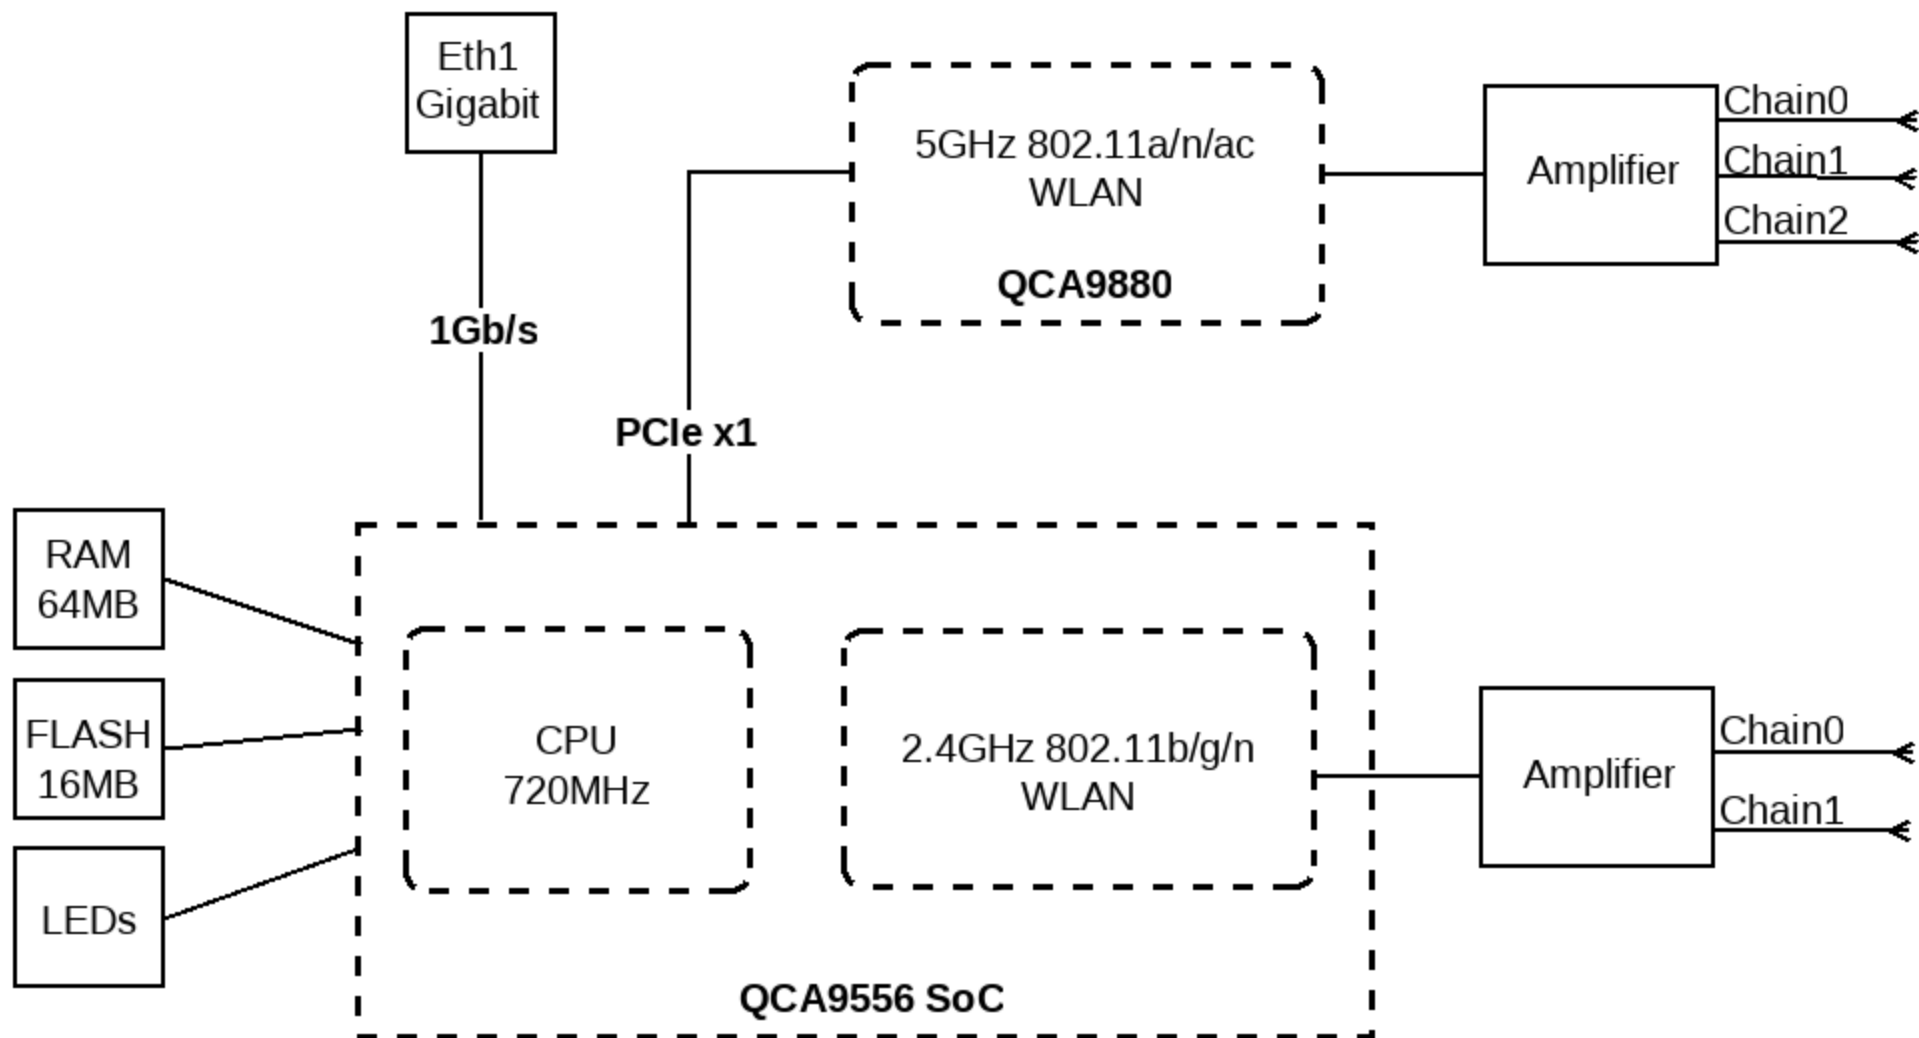 Eth1
Gigabit
1Gb/s
PCIe x1
5GHz 802.11a/n/ac
WLAN
QCA9880
Amplifier
Chain0
Chain1
Chain2
RAM
64MB
FLASH
16MB
LEDs
CPU
720MHz
2.4GHz 802.11b/g/n
WLAN
QCA9556 SoC
Amplifier
Chain0
Chain1